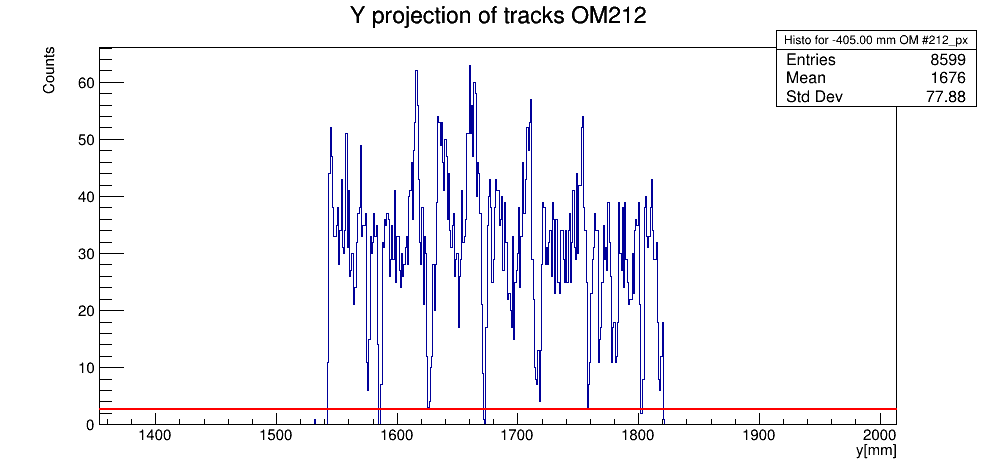 Y projection of tracks OM212
Histo for -405.00 mm OM #212_px
Entries 8599
Mean 1676
Std Dev 77.88
Counts
60
50
40
30
20
10
0
1400 1500 1600 1700 1800 1900 2000
y[mm]